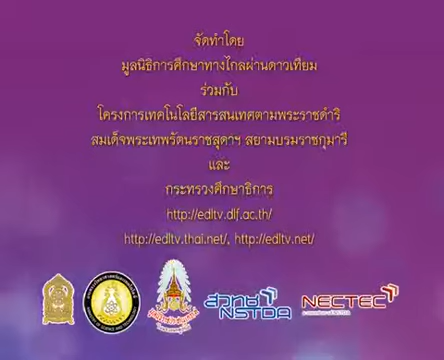 จัดทำโดย
มูลนิธิการศึกษาทางไกลผ่านดาวเทียม
ร่วมกับ
โครงการเทคโนโลยีสารสนเทศตามพระราชดำริ
สมเด็จพระเทพรัตนราชสุดาฯ สยามบรมราชกุมารี
และ
กระทรวงศึกษาธิการ
http://edltv.dlf.ac.th/
http://edltv.thai.net/, http://edltv.net/
สวทช NECTEC
NSTDA